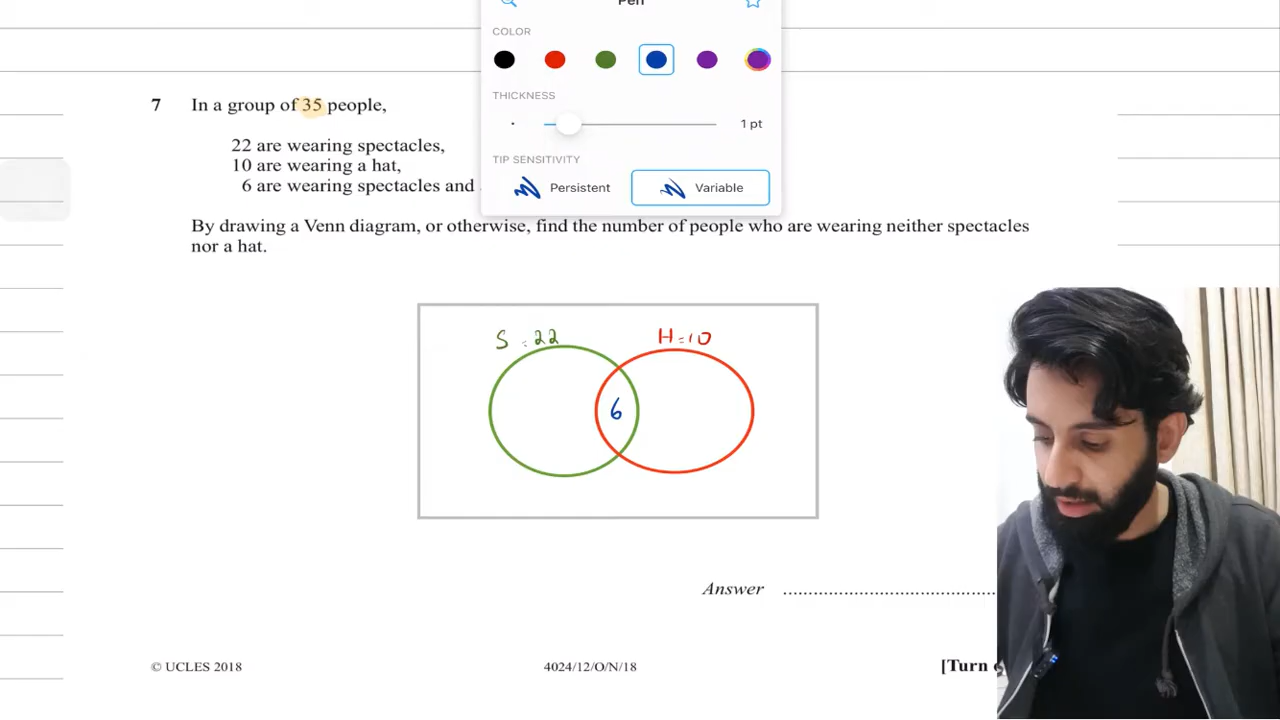 Pen
COLOR
THICKNESS
1 pt
TIP SENSITIVITY
Persistent
Variable
7 In a group of 35 people,
22 are wearing spectacles,
10 are wearing a hat,
6 are wearing spectacles and
By drawing a Venn diagram, or otherwise, find the number of people who are wearing neither spectacles
nor a hat.
S = 22
H = 10
6
Answer ..........................................
© UCLES 2018
4024/12/O/N/18
[Turn